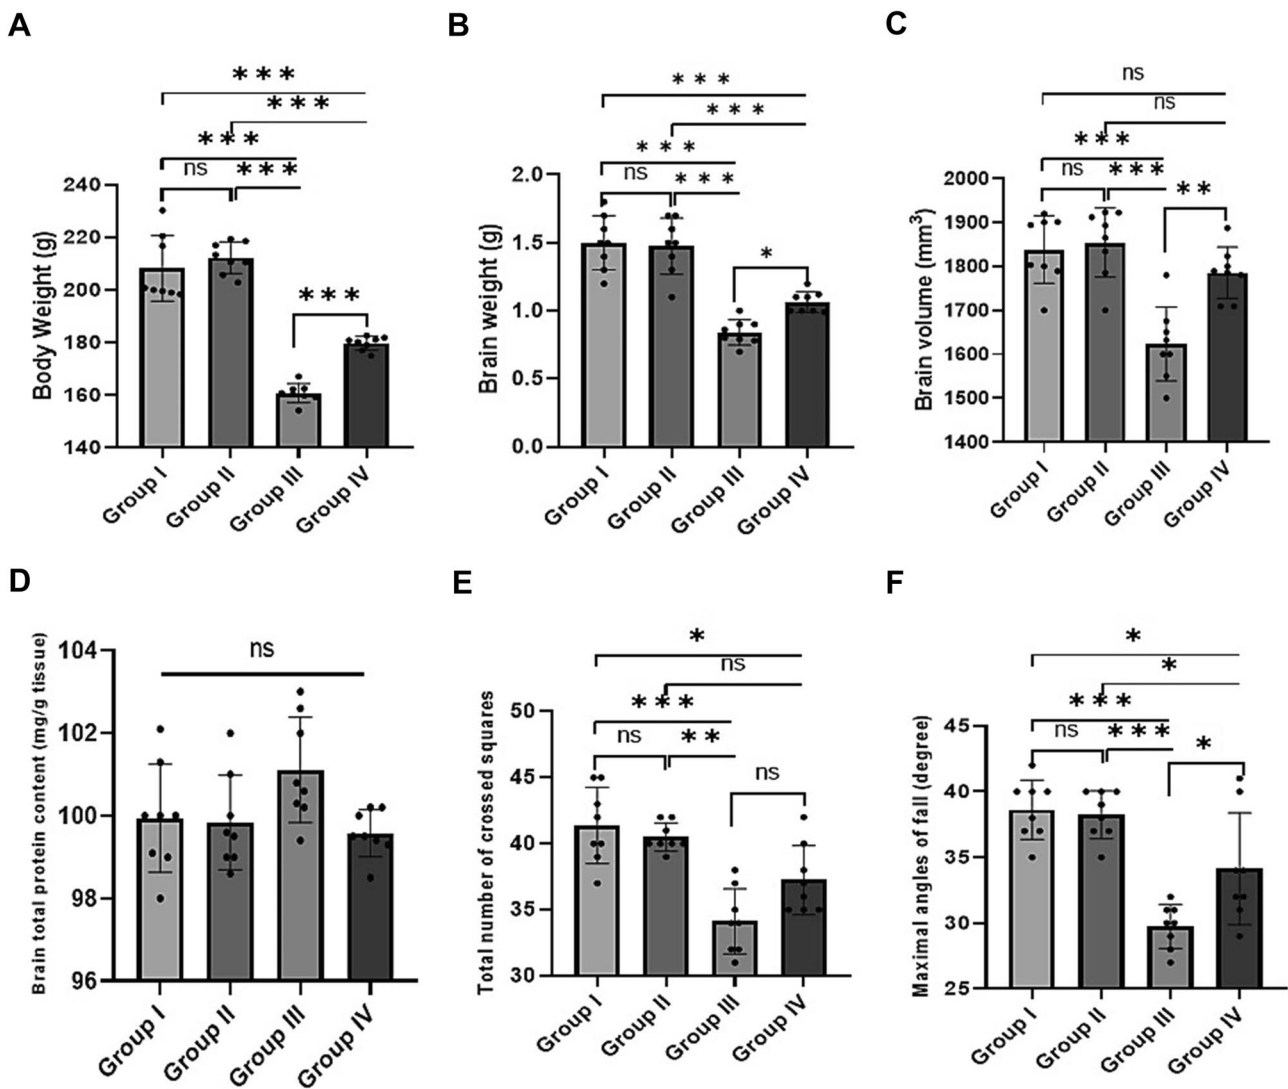 A
* * *
* * *
* * *
ns
* * *
* * *
Body Weight (g)
240
220
200
180
160
140
Group I
Group II
Group III
Group IV
B
* * *
* * *
* * *
ns
* * *
*
Brain weight (g)
2.0
1.5
1.0
0.5
0.0
Group I
Group II
Group III
Group IV
C
ns
ns
* * *
ns
* * *
* *
Brain volume (mm³)
2000
1900
1800
1700
1600
1500
1400
Group I
Group II
Group III
Group IV
D
ns
Brain total protein content (mg/g tissue)
104
102
100
98
96
Group I
Group II
Group III
Group IV
E
*
ns
* * *
ns
* *
ns
Total number of crossed squares
50
45
40
35
30
Group I
Group II
Group III
Group IV
F
*
*
* * *
ns
* * *
*
Maximal angles of fall (degree)
45
40
35
30
25
Group I
Group II
Group III
Group IV